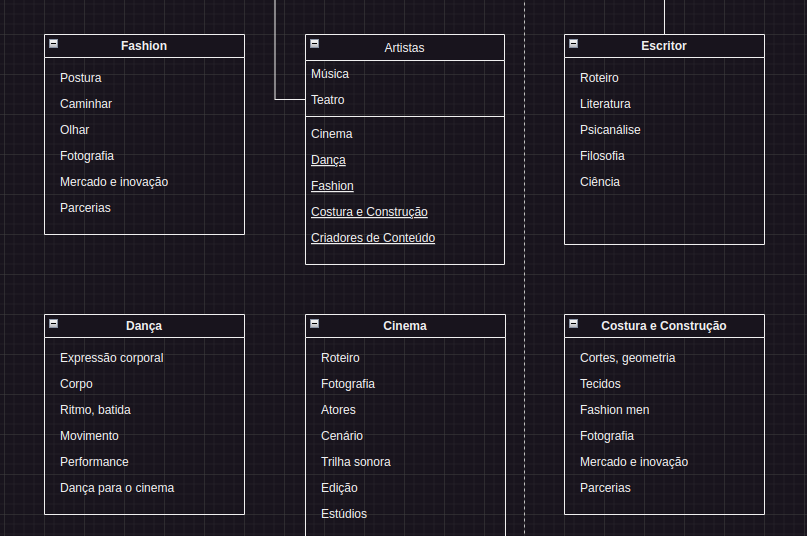 Fashion
Postura
Caminhar
Olhar
Fotografia
Mercado e inovação
Parcerias
Artistas
Música
Teatro
Cinema
Dança
Fashion
Costura e Construção
Criadores de Conteúdo
Escritor
Roteiro
Literatura
Psicanálise
Filosofia
Ciência
Dança
Expressão corporal
Corpo
Ritmo, batida
Movimento
Performance
Dança para o cinema
Cinema
Roteiro
Fotografia
Atores
Cenário
Trilha sonora
Edição
Estúdios
Costura e Construção
Cortes, geometria
Tecidos
Fashion men
Fotografia
Mercado e inovação
Parcerias